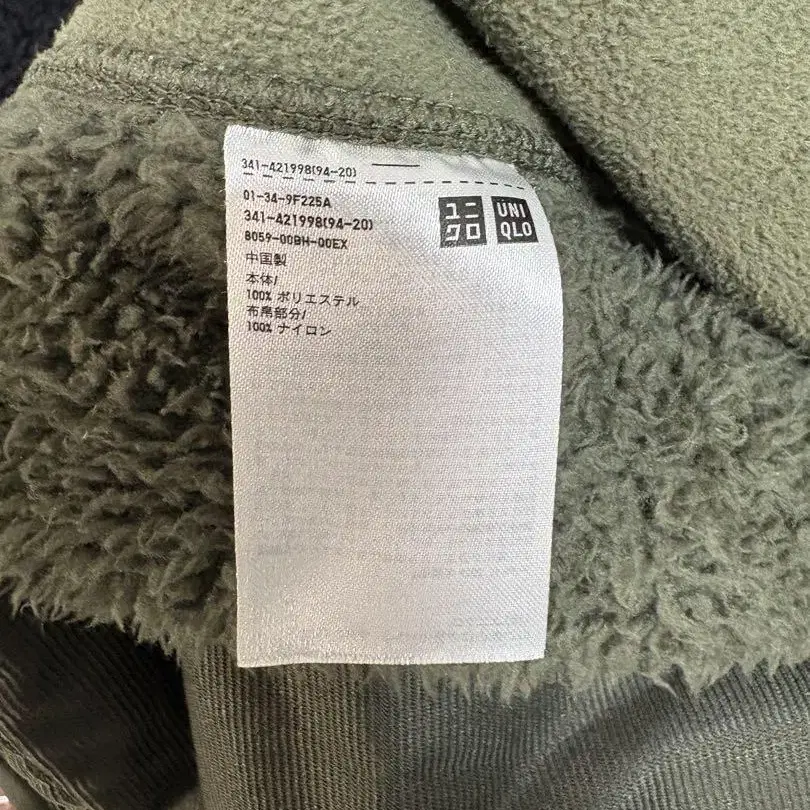 341-421998(94-20)
01-34-9F225A
341-421998(94-20)
8059-00BH-00EX
中国製
本体/
100% ポリエステル
布帛部分/
100% ナイロン
ユニ
クロ
UNI
QLO